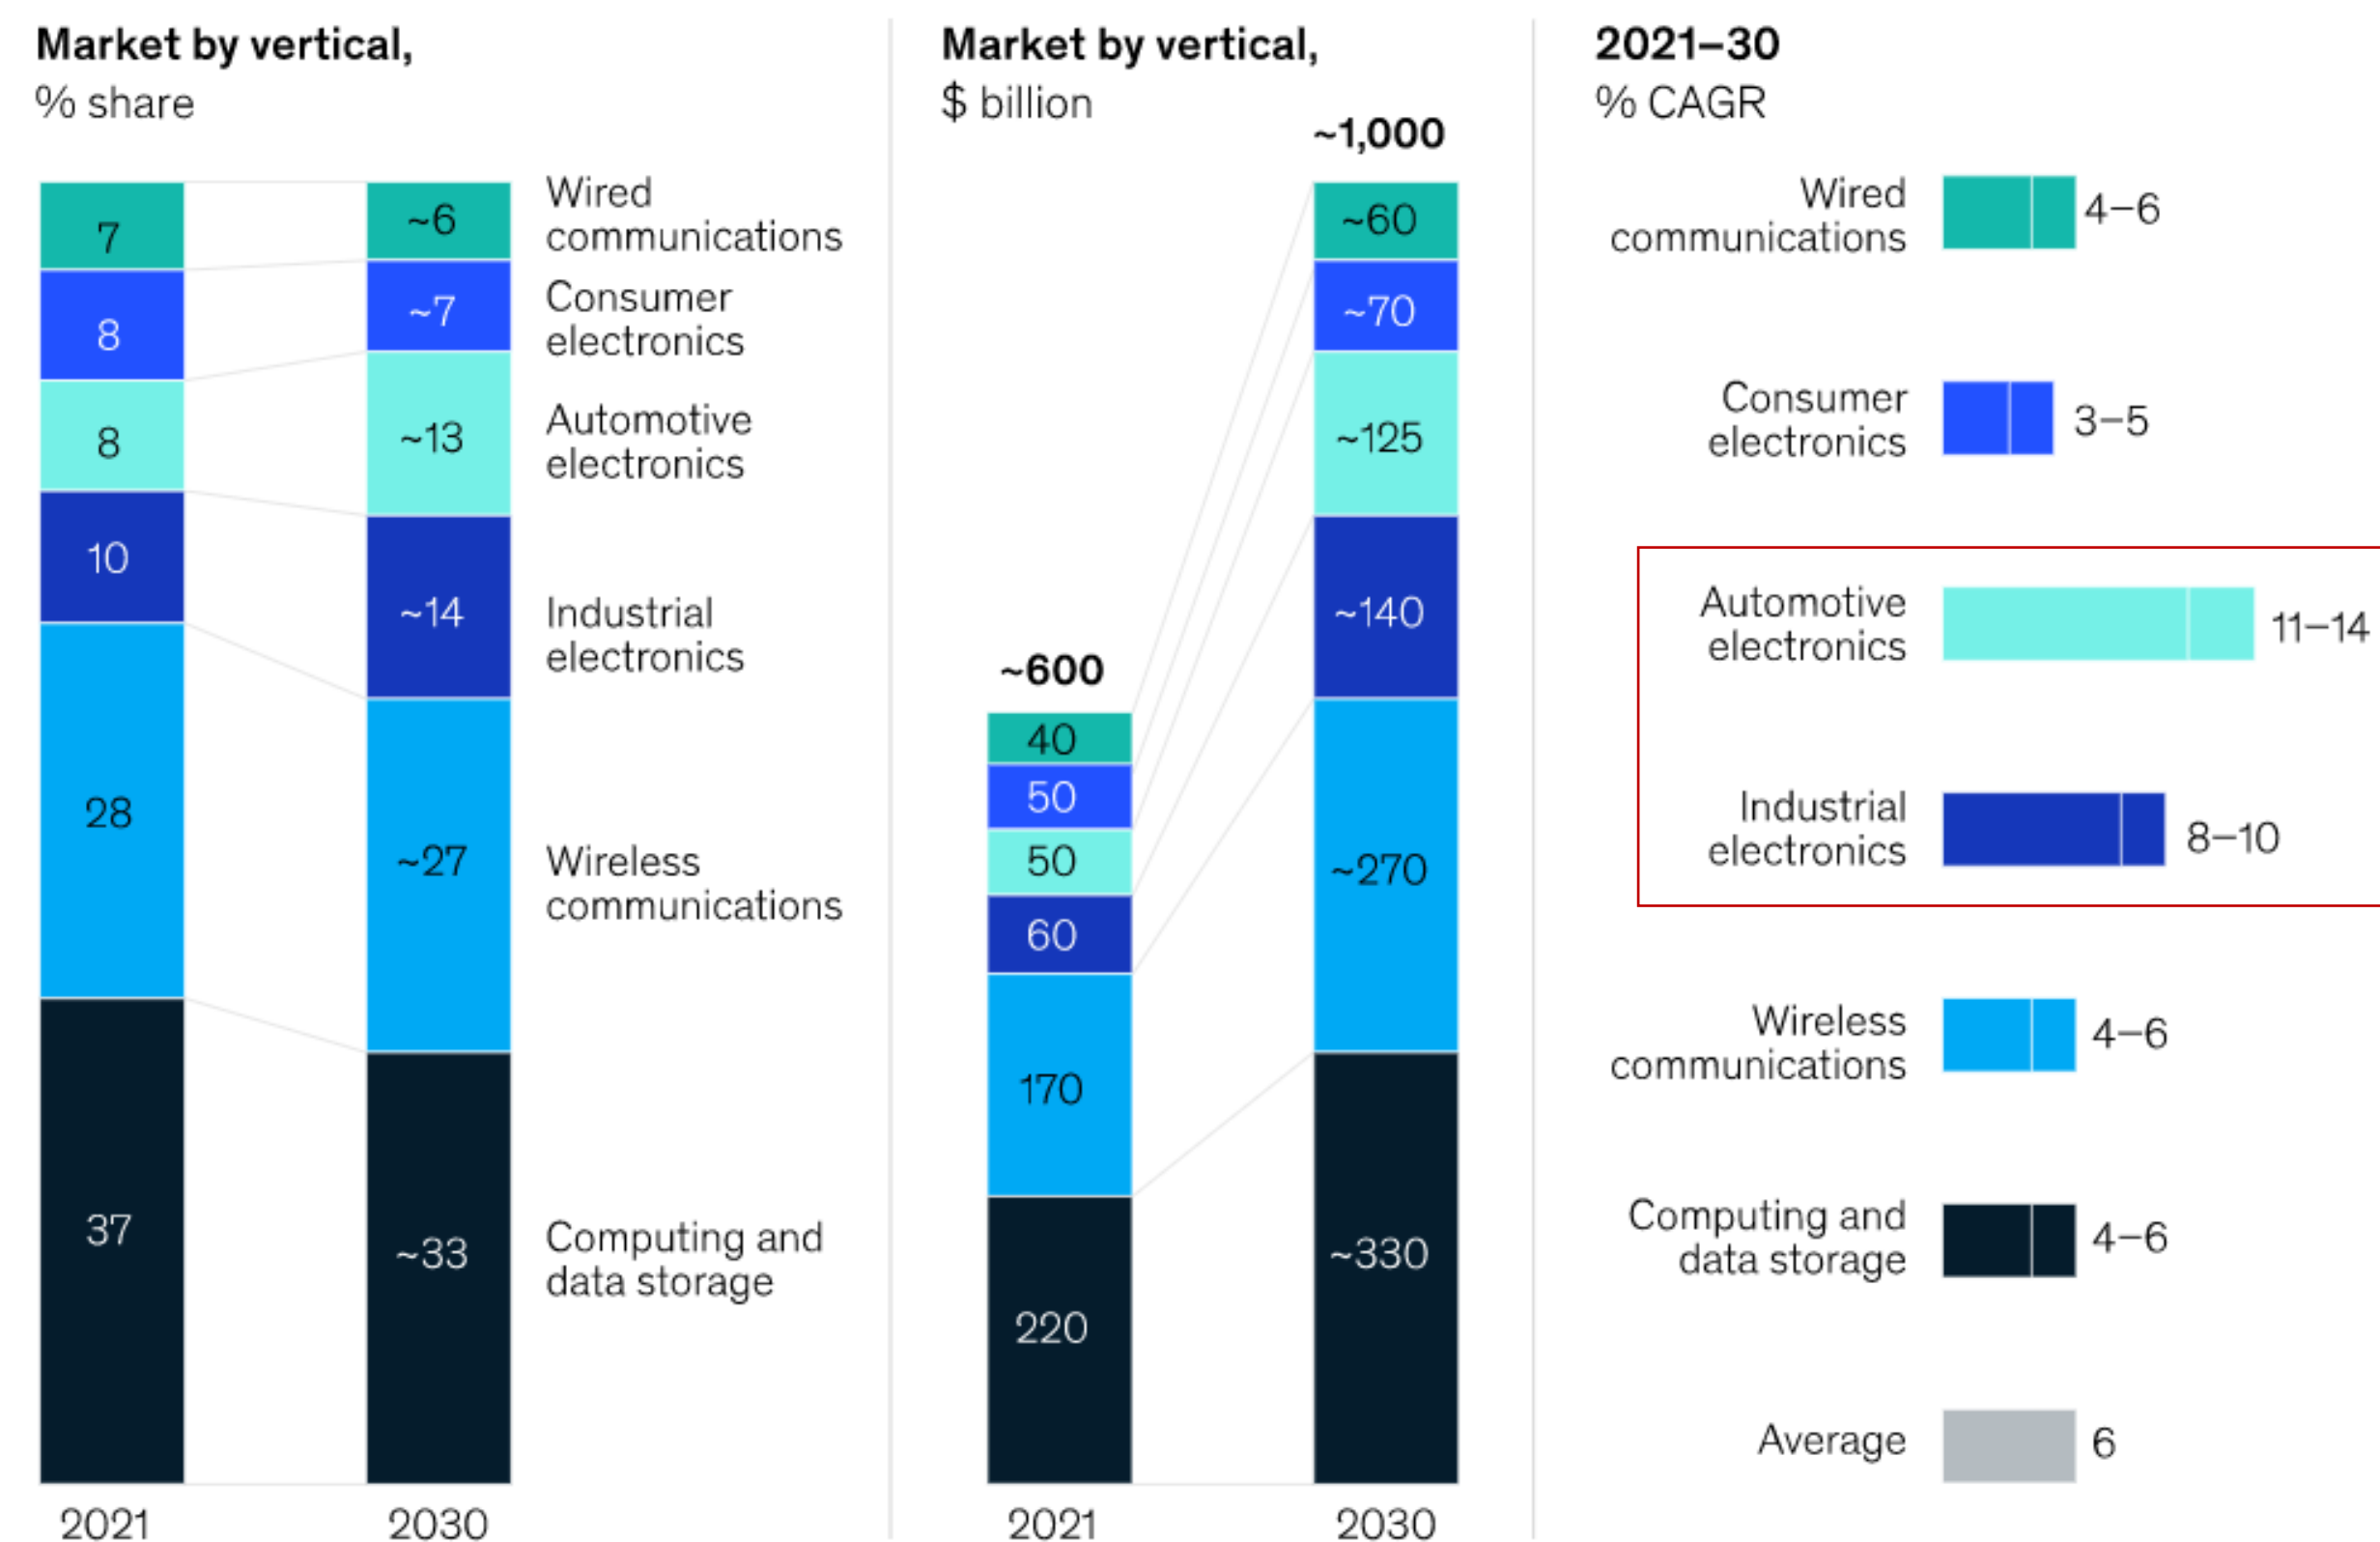 Market by vertical,
% share
7
8
8
10
28
37
2021
~6
~7
~13
~14
~27
~33
2030
Wired
communications
Consumer
electronics
Automotive
electronics
Industrial
electronics
Wireless
communications
Computing and
data storage
Market by vertical,
$ billion
~600
40
50
50
60
170
220
2021
~1,000
~60
~70
~125
~140
~270
~330
2030
2021–30
% CAGR
Wired
communications
4–6
Consumer
electronics
3–5
Automotive
electronics
11–14
Industrial
electronics
8–10
Wireless
communications
4–6
Computing and
data storage
4–6
Average
6